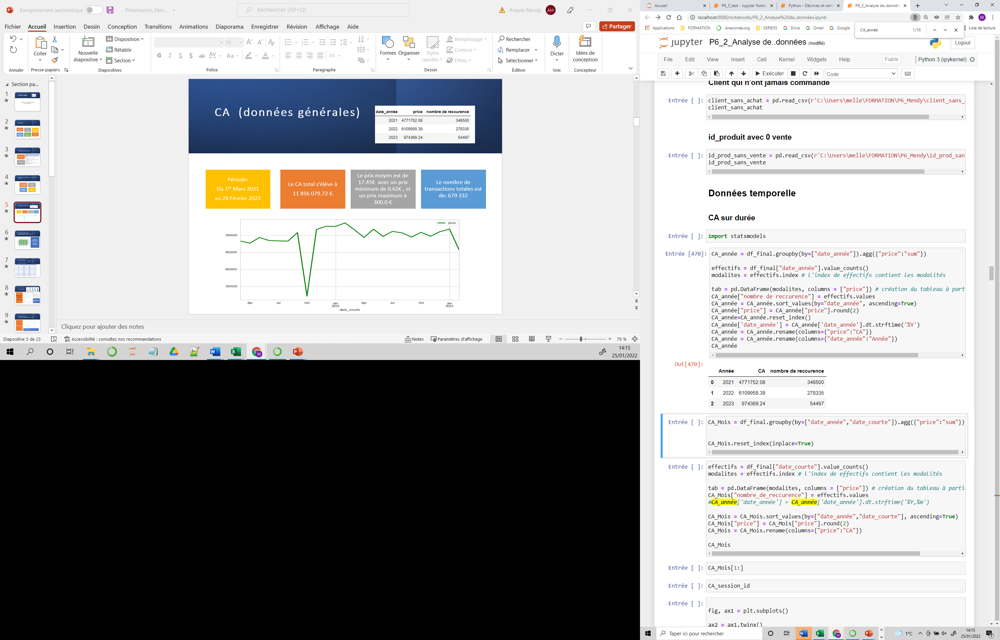 Enregistrement automatique
Présentation_Men...
Rechercher (Alt+Q)
Angele Mendy
AM
Fichier Accueil Insertion Dessin Conception Transitions Animations Diaporama Enregistrer Révision Affichage Aide
Partager
Coller
Nouvelle diapositive
Disposition
Rétablir
Section
10
G I S S ab AV Aa A
Formes Organiser Styles rapides
Remplissage
Contour
Effets
Rechercher
Remplacer
Sélectionner
Dicter
Idées de conception
Annuler Presse-papiers Diapositives Police Paragraphe Dessin Édition Voix Concepteur
Section pa...
1
2
3
4
5
6
7
8
9
CA (données générales)
date_année price nombre de reccurence
2021 4771752.08 346500
2022 6109958.39 278335
2023 974369.24 54497
Période:
Du 1er Mars 2021
au 28 Février 2023
Le CA total s'élève à
11 856 079.72 €.
Le prix moyen est de
17.45€ avec un prix
minimum de 0.62€ , et
un prix maximum à
300.0 €
Le nombre de
transactions totales est
de: 679 332
price
500000
450000
400000
350000
Apr Jul Oct Jan 2022 Apr Jul Oct Jan 2023
date_courte
Cliquez pour ajouter des notes
Diapositive 5 de 23
Accessibilité : consultez nos recommandations
Notes
Paramètres d'affichage
79 %
14:15
25/01/2022
Accueil
P6_3_test - Jupyter Noteb
Python - Décrivez et netto
P6_2_Analyse de..donnée
localhost:8888/notebooks/P6_2_Analyse%20de..données.ipynb
Applications FORMATION Anaconda.org SERIESS Drive Gmail Google
CA_année 1/18
Liste de lecture
jupyter P6_2_Analyse de..données (modifié)
Logout
File Edit View Insert Cell Kernel Widgets Help
Fiable
Python 3 (ipykernel)
Exécuter
Code
Client qui n'ont jamais commandé
Entrée [ ]: client_sans_achat = pd.read_csv(r'C:\Users\melle\FORMATION\P6_Mendy\client_sans_
client_sans_achat
id_produit avec 0 vente
Entrée [ ]: id_prod_sans_vente = pd.read_csv(r'C:\Users\melle\FORMATION\P6_Mendy\id_prod_san
id_prod_sans_vente
Données temporelle
CA sur durée
Entrée [ ]: import statsmodels
Entrée [470]: CA_année = df_final.groupby(by=["date_année"]).agg({"price":"sum"})
effectifs = df_final["date_année"].value_counts()
modalites = effectifs.index # l'index de effectifs contient les modalités
tab = pd.DataFrame(modalites, columns = ["price"]) # création du tableau à part
CA_année["nombre de reccurence"] = effectifs.values
CA_année = CA_année.sort_values(by="date_année", ascending=True)
CA_année["price"] = CA_année["price"].round(2)
CA_année=CA_année.reset_index()
CA_année['date_année'] = CA_année['date_année'].dt.strftime('%Y')
CA_année = CA_année.rename(columns={"price":"CA"})
CA_année = CA_année.rename(columns={"date_année":"Année"})
CA_année
Out[470]:
Année CA nombre de reccurence
0 2021 4771752.08 346500
1 2022 6109958.39 278335
2 2023 974369.24 54497
Entrée [ ]: CA_Mois = df_final.groupby(by=["date_année","date_courte"]).agg({"price":"sum"})
CA_Mois.reset_index(inplace=True)
Entrée [ ]: effectifs = df_final["date_courte"].value_counts()
modalites = effectifs.index # l'index de effectifs contient les modalités
tab = pd.DataFrame(modalites, columns = ["price"]) # création du tableau à parti
CA_Mois["nombre_de_reccurence"] = effectifs.values
#CA_année['date_année'] = CA_année['date_année'].dt.strftime('%Y,%m')
CA_Mois = CA_Mois.sort_values(by=["date_année","date_courte"], ascending=True)
CA_Mois["price"] = CA_Mois["price"].round(2)
CA_Mois = CA_Mois.rename(columns={"price":"CA"})
CA_Mois
Entrée [ ]: CA_Mois[1:]
Entrée [ ]: CA_session_id
Entrée [ ]:
fig, ax1 = plt.subplots()
ax2 = ax1.twinx()
Taper ici pour rechercher
1°C
14:15
25/01/2022